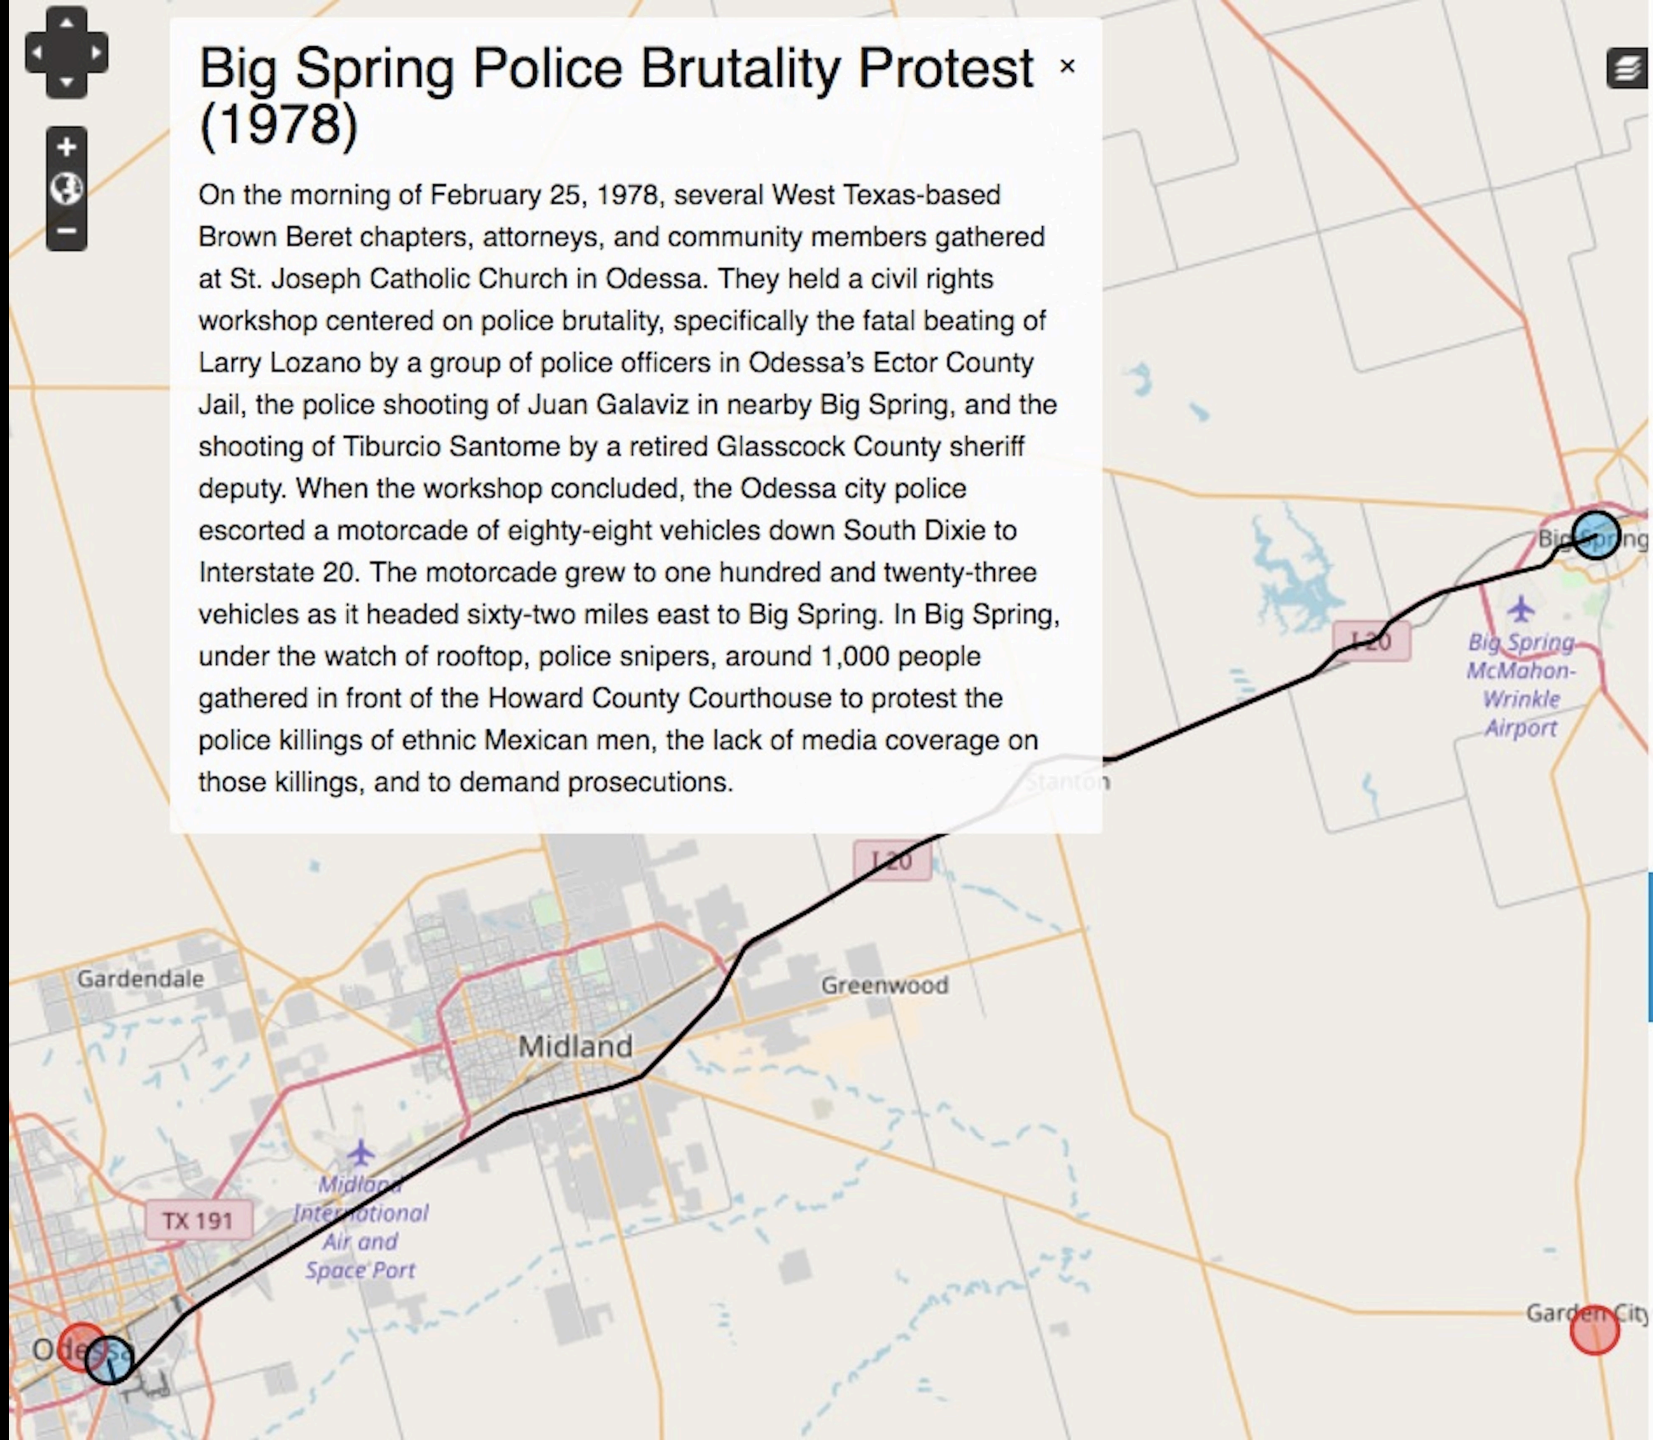 Big Spring Police Brutality Protest ×
(1978)
On the morning of February 25, 1978, several West Texas-based
Brown Beret chapters, attorneys, and community members gathered
at St. Joseph Catholic Church in Odessa. They held a civil rights
workshop centered on police brutality, specifically the fatal beating of
Larry Lozano by a group of police officers in Odessa’s Ector County
Jail, the police shooting of Juan Galaviz in nearby Big Spring, and the
shooting of Tiburcio Santome by a retired Glasscock County sheriff
deputy. When the workshop concluded, the Odessa city police
escorted a motorcade of eighty-eight vehicles down South Dixie to
Interstate 20. The motorcade grew to one hundred and twenty-three
vehicles as it headed sixty-two miles east to Big Spring. In Big Spring,
under the watch of rooftop, police snipers, around 1,000 people
gathered in front of the Howard County Courthouse to protest the
police killings of ethnic Mexican men, the lack of media coverage on
those killings, and to demand prosecutions.
Big Spring
I 20
Big Spring
McMahon-
Wrinkle
Airport
Stanton
I 20
Gardendale
Greenwood
Midland
Midland
International
Air and
Space Port
TX 191
Garden City
Odessa